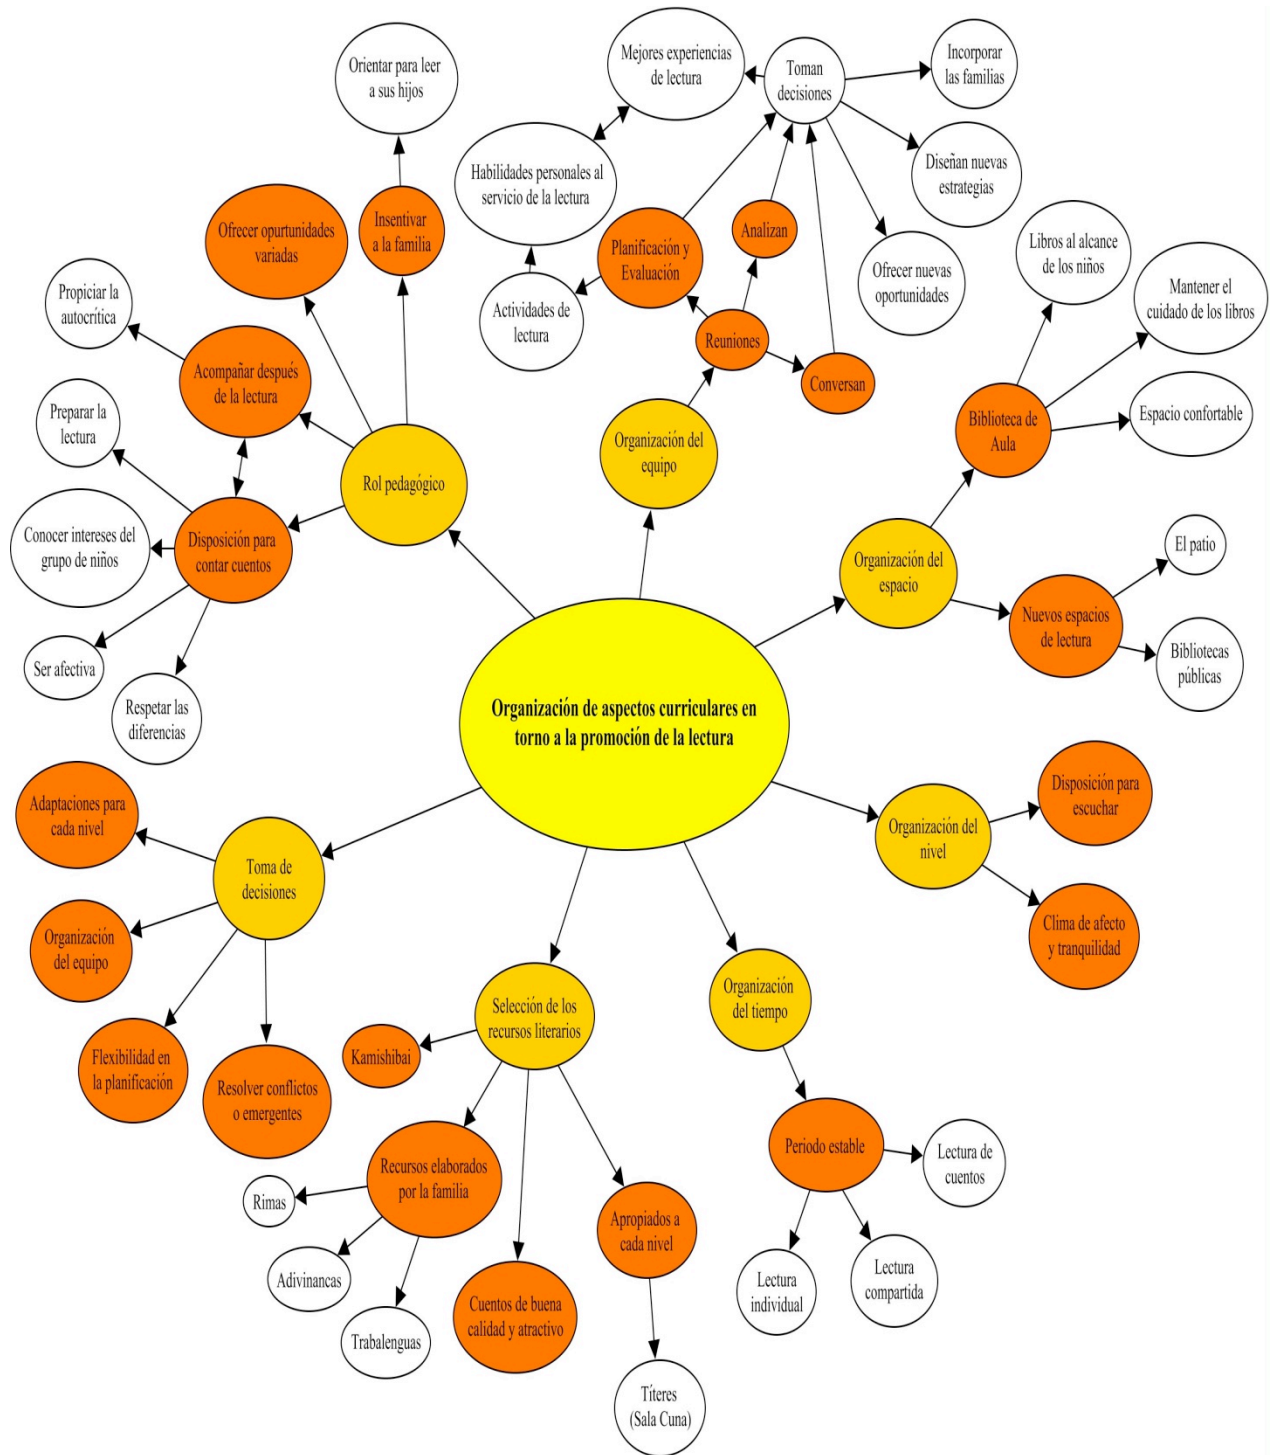 Orientar para leer
a sus hijos
Mejores experiencias
de lectura
Toman
decisiones
Incorporar
las familias
Habilidades personales al
servicio de la lectura
Diseñan nuevas
estrategias
Ofrecer oportunidades
variadas
Insentivar
a la familia
Planificación y
Evaluación
Analizan
Ofrecer nuevas
oportunidades
Libros al alcance
de los niños
Mantener el
cuidado de los libros
Propiciar la
autocrítica
Actividades de
lectura
Reuniones
Conversan
Acompañar después
de la lectura
Preparar la
lectura
Organización del
equipo
Biblioteca de
Aula
Espacio confortable
Rol pedagógico
Conocer intereses del
grupo de niños
Disposición para
contar cuentos
Organización del
espacio
El patio
Nuevos espacios
de lectura
Bibliotecas
públicas
Ser afectiva
Respetar las
diferencias
Organización de aspectos curriculares en
torno a la promoción de la lectura
Adaptaciones para
cada nivel
Toma de
decisiones
Organización del
nivel
Disposición para
escuchar
Organización
del equipo
Clima de afecto
y tranquilidad
Selección de los
recursos literarios
Organización
del tiempo
Flexibilidad en
la planificación
Resolver conflictos
o emergentes
Kamishibai
Recursos elaborados
por la familia
Periodo estable
Lectura de
cuentos
Rimas
Apropiados a
cada nivel
Adivinancas
Trabalenguas
Cuentos de buena
calidad y atractivo
Lectura
individual
Lectura
compartida
Títeres
(Sala Cuna)